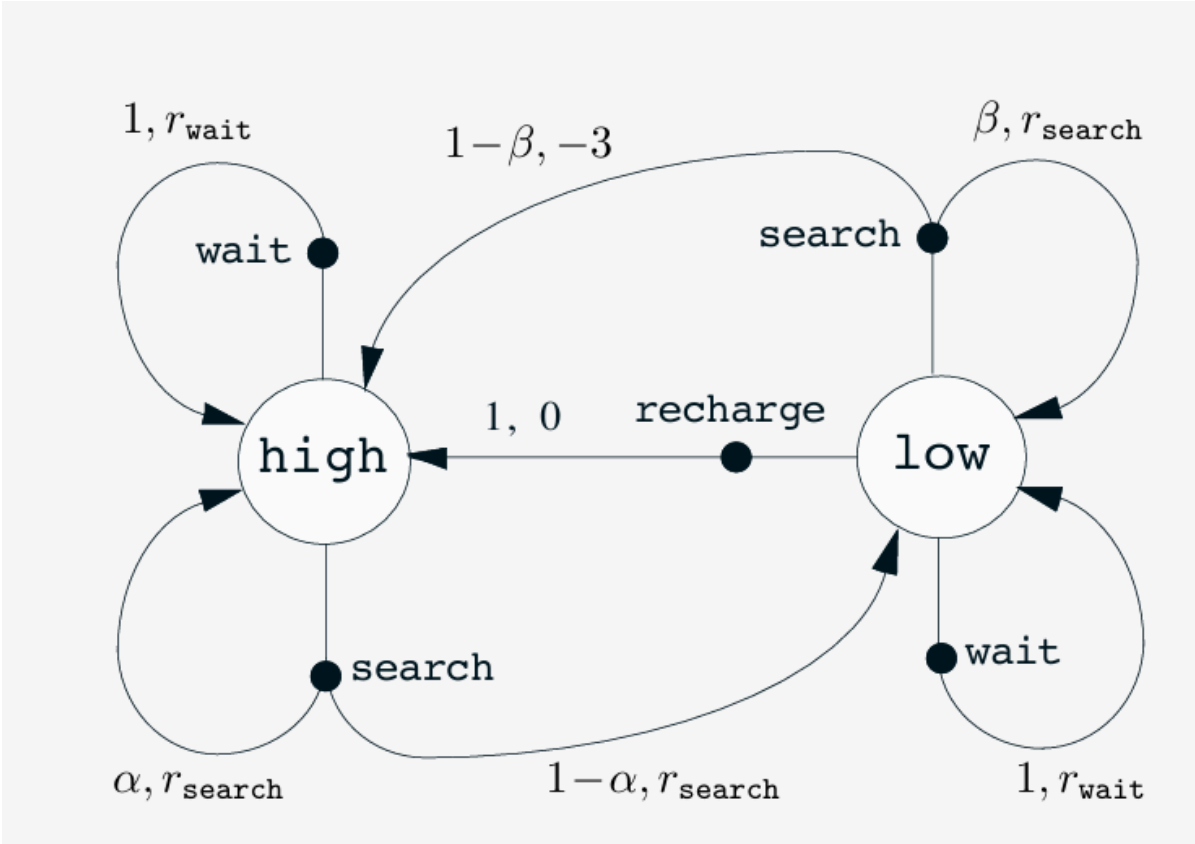 1, r_wait
1−β, −3
β, r_search
wait
search
1, 0
recharge
high
low
search
wait
α, r_search
1−α, r_search
1, r_wait